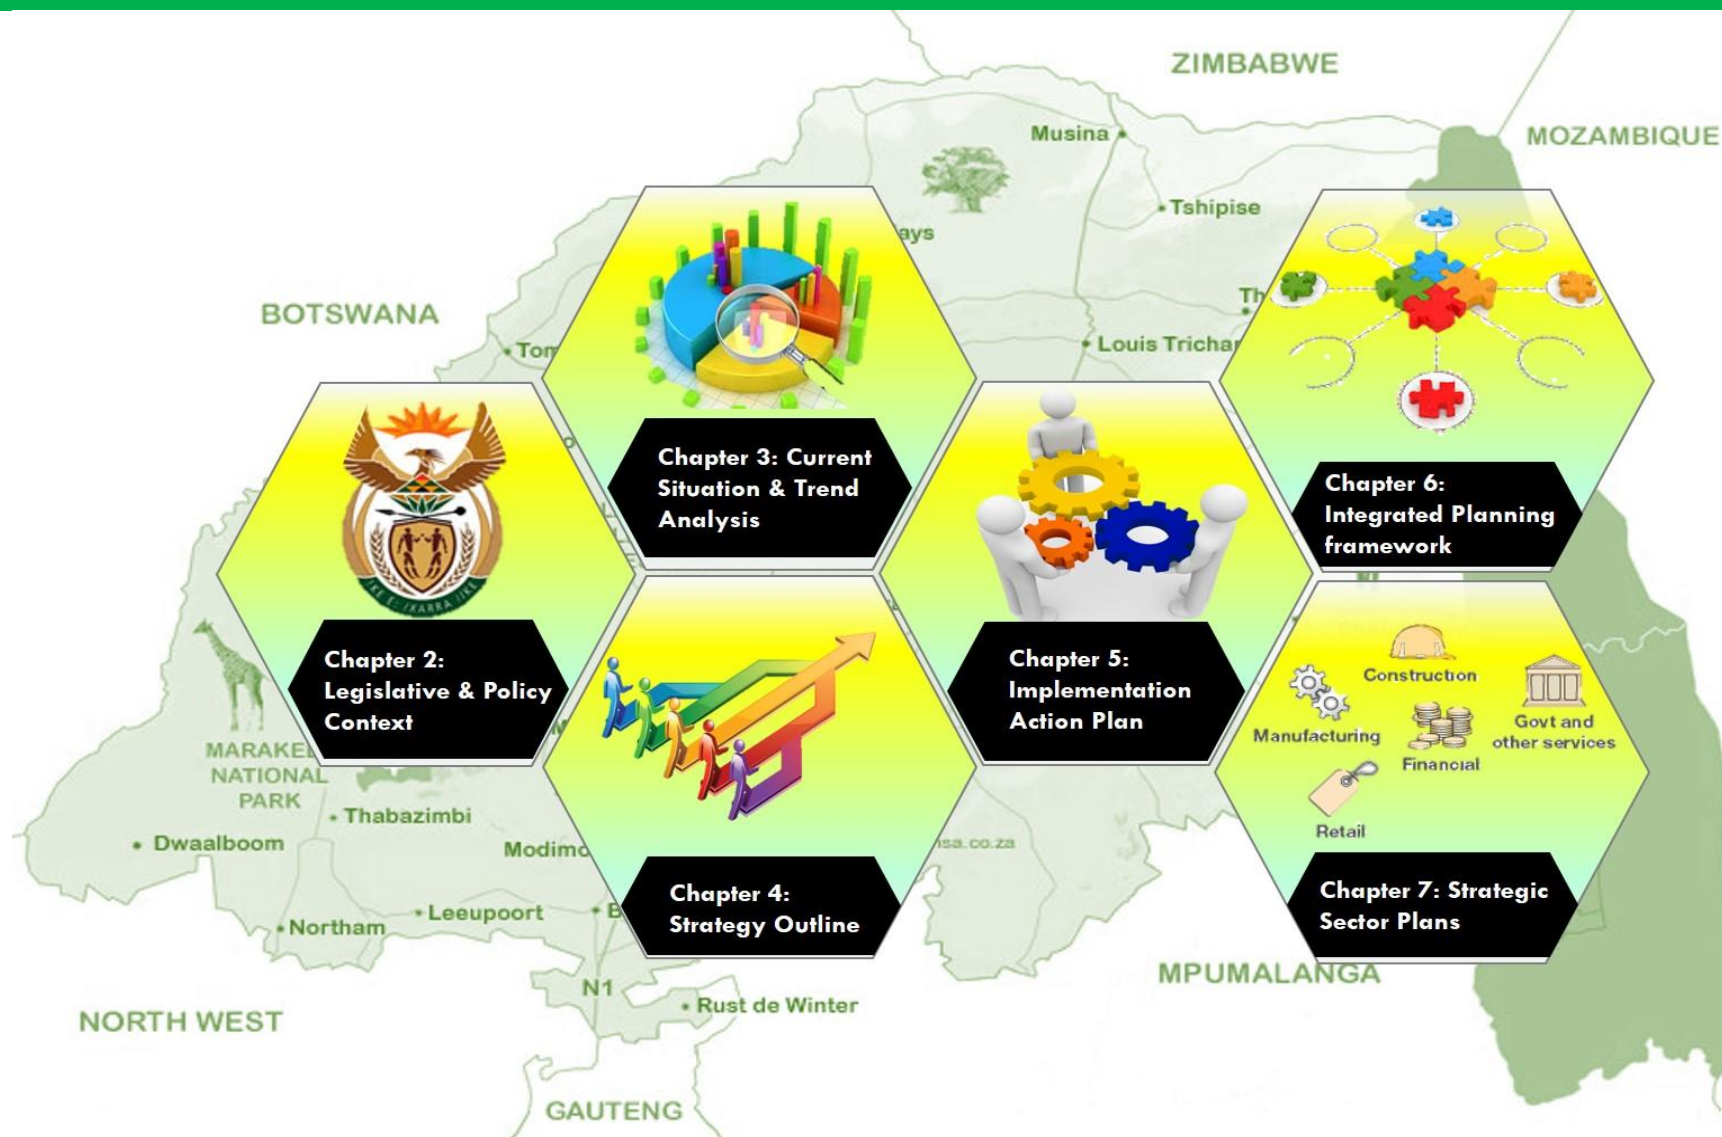 ZIMBABWE
MOZAMBIQUE
Musina
Tshipise
BOTSWANA
Chapter 3: Current
Situation & Trend
Analysis
Chapter 6:
Integrated Planning
framework
Chapter 2:
Legislative & Policy
Context
Chapter 5:
Implementation
Action Plan
Construction
Manufacturing
Govt and
other services
Financial
Retail
Chapter 4:
Strategy Outline
Chapter 7: Strategic
Sector Plans
Louis
NATIONAL
PARK
Thabazimbi
Dwaalboom
Leeupoort
Northam
N1
Rust de Winter
MPUMALANGA
NORTH WEST
GAUTENG